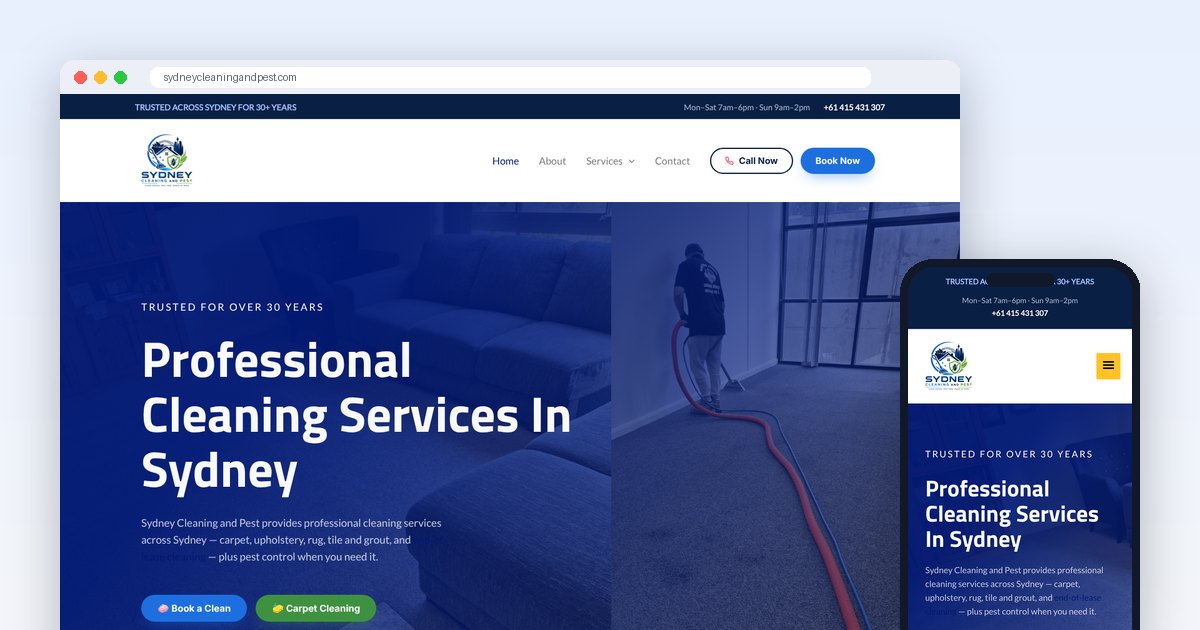 sydneycleaningandpest.com
TRUSTED ACROSS SYDNEY FOR 30+ YEARS
Mon–Sat 7am–6pm · Sun 9am–2pm
+61 415 431 307
SYDNEY
CLEANING AND PEST
Home
About
Services
Contact
Call Now
Book Now
TRUSTED FOR OVER 30 YEARS
Professional
Cleaning Services In
Sydney
Sydney Cleaning and Pest provides professional cleaning services
across Sydney — carpet, upholstery, rug, tile and grout, and
lease cleaning — plus pest control when you need it.
Book a Clean
Carpet Cleaning
TRUSTED 30+ YEARS
Mon–Sat 7am–6pm · Sun 9am–2pm
+61 415 431 307
SYDNEY
CLEANING AND PEST
TRUSTED FOR OVER 30 YEARS
Professional
Cleaning Services
In Sydney
Sydney Cleaning and Pest provides professional
cleaning services across Sydney — carpet,
upholstery, rug, tile and grout, and end-of-lease
cleaning — plus pest control when you need it.